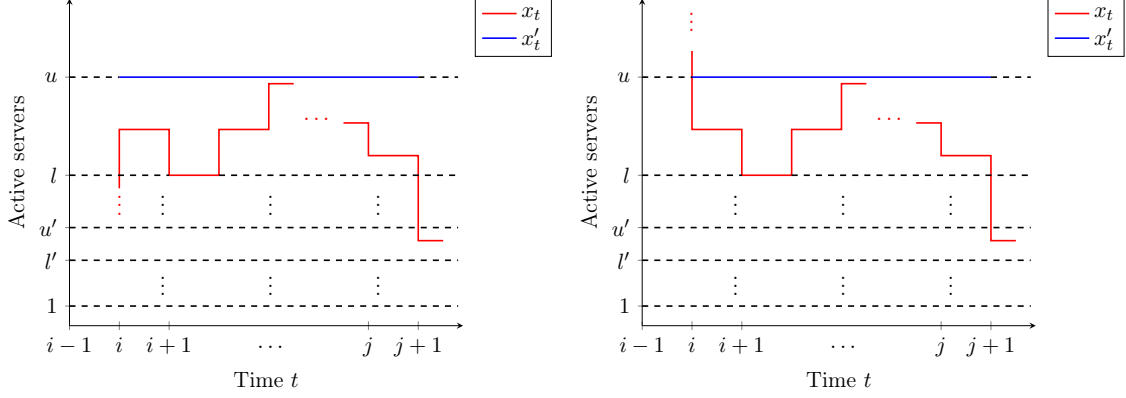 x_t
x'_t
u
l
u'
l'
1
Active servers
i − 1 i i + 1 ⋯ j j + 1
Time t
x_t
x'_t
u
l
u'
l'
1
Active servers
i − 1 i i + 1 ⋯ j j + 1
Time t